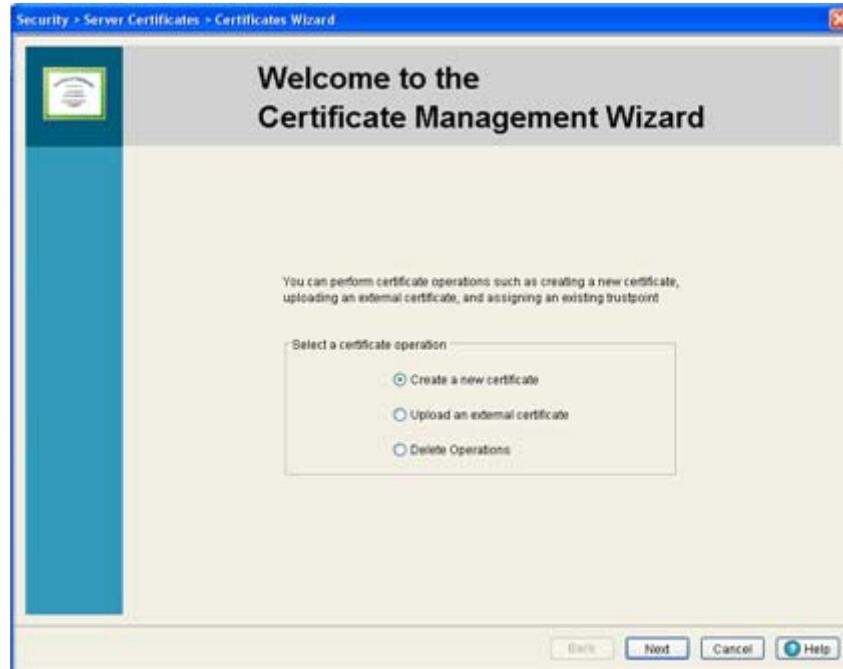 Security > Server Certificates > Certificates Wizard
Welcome to the
Certificate Management Wizard
You can perform certificate operations such as creating a new certificate,
uploading an external certificate, and assigning an existing trustpoint
Select a certificate operation
Create a new certificate
Upload an external certificate
Delete Operations
Back
Next
Cancel
Help